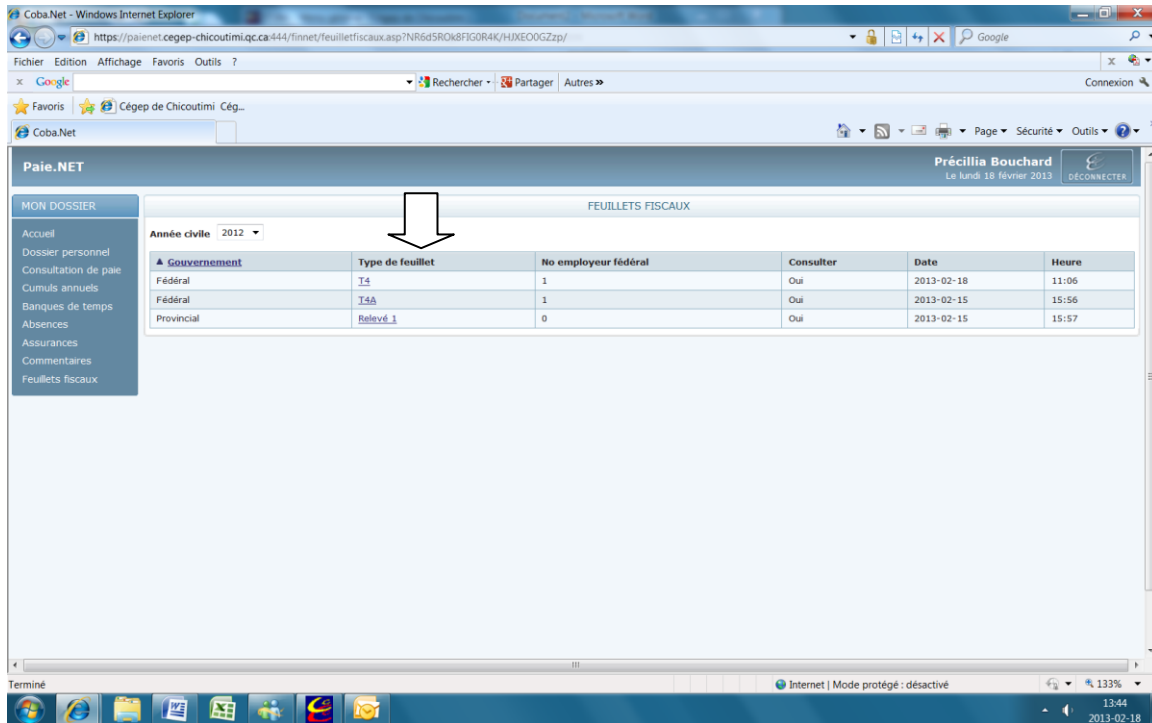 Coba.Net - Windows Internet Explorer
https://paienet.cegep-chicoutimi.qc.ca:444/finnet/feuilletfiscaux.asp?NR6d5ROk8FIG0R4K/HJXEO0GZzp/
Google
Fichier Edition Affichage Favoris Outils ?
x Google Rechercher Partager Autres » Connexion
Favoris Cégep de Chicoutimi Cég...
Coba.Net Page Sécurité Outils
Paie.NET
Précillia Bouchard
Le lundi 18 février 2013
DÉCONNECTER
MON DOSSIER
Accueil
Dossier personnel
Consultation de paie
Cumuls annuels
Banques de temps
Absences
Assurances
Commentaires
Feuillets fiscaux
FEUILLETS FISCAUX
Année civile 2012
Gouvernement Type de feuillet No employeur fédéral Consulter Date Heure
Fédéral T4 1 Oui 2013-02-18 11:06
Fédéral T4A 1 Oui 2013-02-15 15:56
Provincial Relevé 1 0 Oui 2013-02-15 15:57
Terminé Internet | Mode protégé : désactivé 133%
13:44
2013-02-18